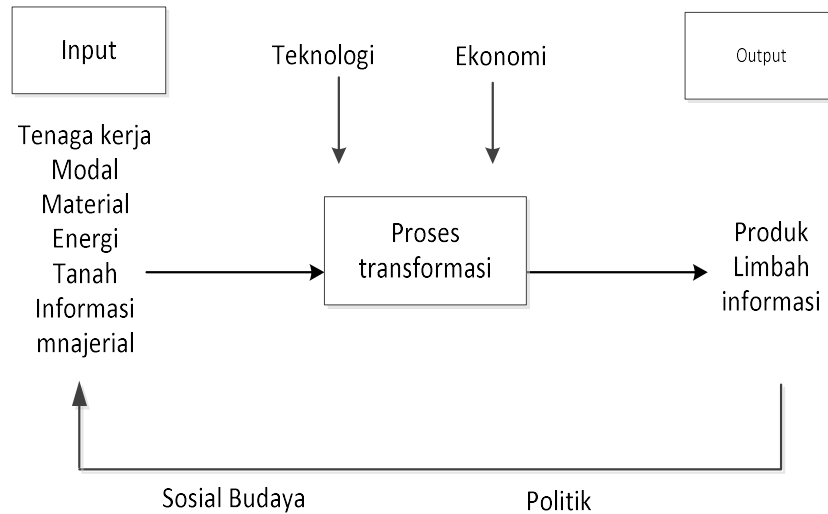 Input
Teknologi
Ekonomi
Output
Tenaga kerja
Modal
Material
Energi
Tanah
Informasi
mnajerial
Proses
transformasi
Produk
Limbah
informasi
Sosial Budaya
Politik